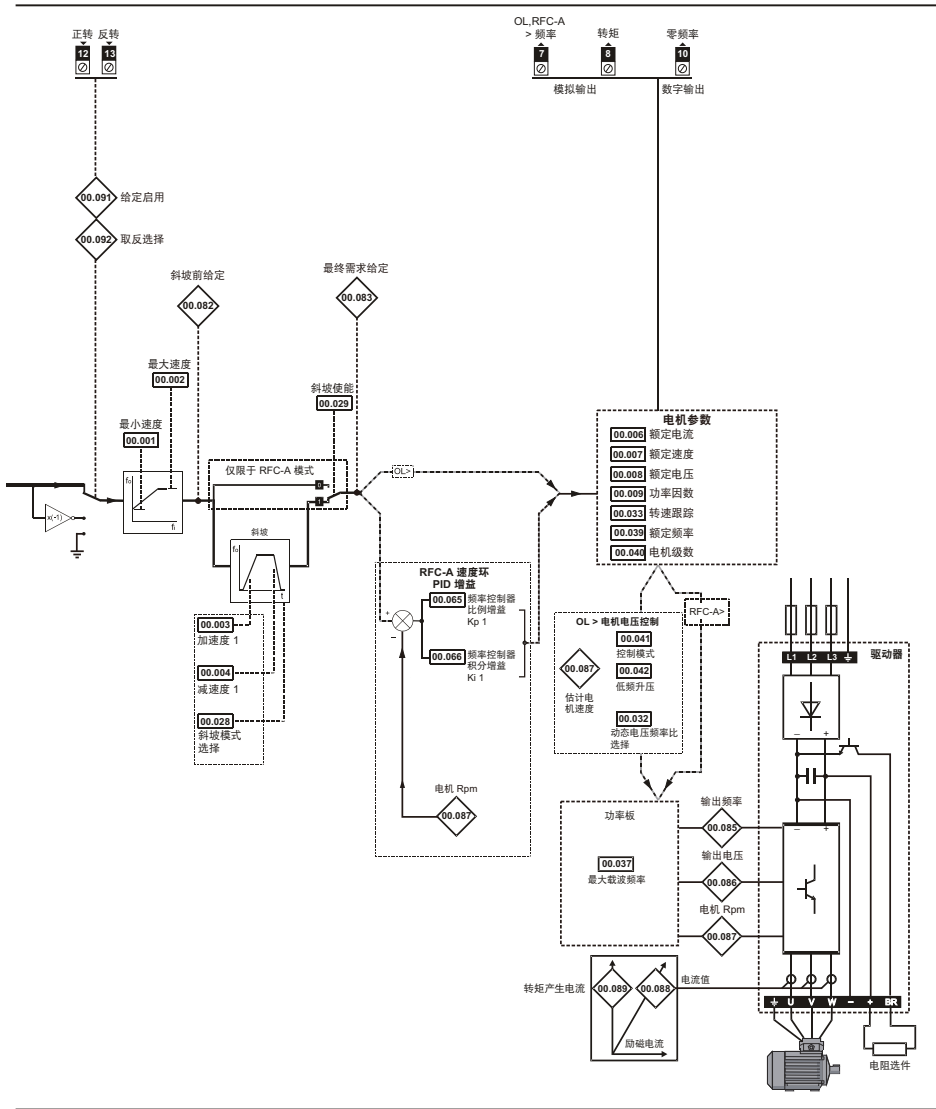 OL,RFC-A
> 频率
转矩
零频率
正转 反转
12 13
7
8
10
模拟输出
数字输出
00.091 给定启用
00.092 取反选择
斜坡前给定
00.082
最终需求给定
00.083
最大速度
00.002
最小速度
00.001
斜坡使能
00.029
仅限于 RFC-A 模式
0
1
OL>
x(-1)
斜坡
t
00.003
加速度 1
00.004
减速度 1
00.028
斜坡模式
选择
电机参数
00.006 额定电流
00.007 额定速度
00.008 额定电压
00.009 功率因数
00.033 转速跟踪
00.039 额定频率
00.040 电机级数
RFC-A 速度环
PID 增益
+
–
00.065 频率控制器
比例增益
Kp 1
00.066 频率控制器
积分增益
Ki 1
电机 Rpm
00.087
RFC-A>
OL > 电机电压控制
00.041
控制模式
00.042
低频升压
00.087
估计电
机速度
00.032
动态电压频率比
选择
功率板
00.037
最大载波频率
输出频率
00.085
输出电压
00.086
电机 Rpm
00.087
L1 L2 L3
驱动器
– +
– +
转矩产生电流
00.089 00.088
电流值
励磁电流
U V W – + BR
电阻选件